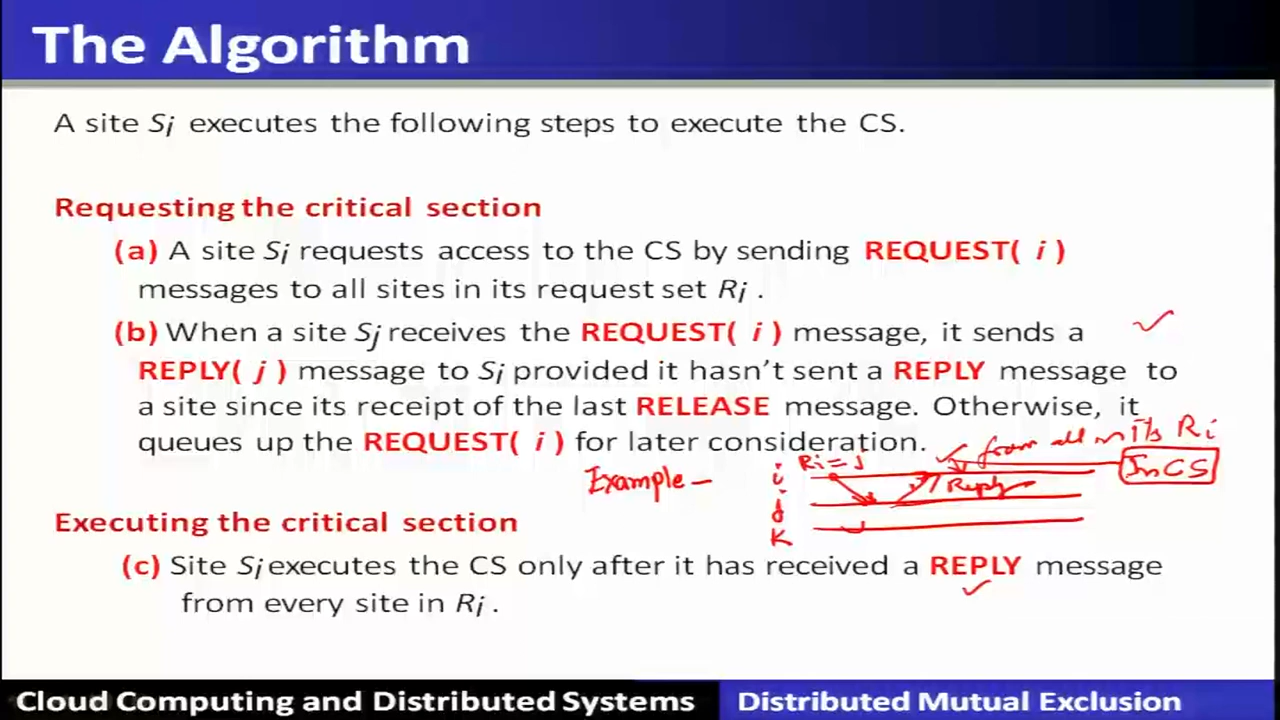 The Algorithm
A site Si executes the following steps to execute the CS.
Requesting the critical section
(a) A site Si requests access to the CS by sending REQUEST( i )
messages to all sites in its request set Ri .
(b) When a site Sj receives the REQUEST( i ) message, it sends a
REPLY( j ) message to Si provided it hasn't sent a REPLY message to
a site since its receipt of the last RELEASE message. Otherwise, it
queues up the REQUEST( i ) for later consideration.
from all in its Ri
Example - i Ri = j In CS
j Reply
K
Executing the critical section
(c) Site Si executes the CS only after it has received a REPLY message
from every site in Ri .
Cloud Computing and Distributed Systems Distributed Mutual Exclusion